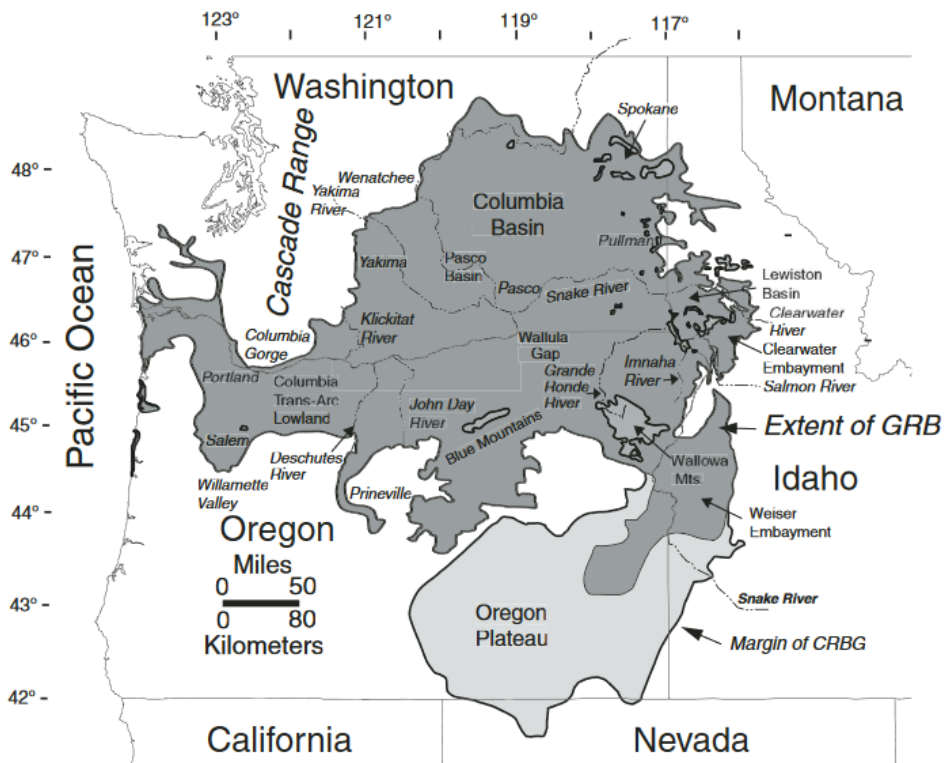 123°
121°
119°
117°
Washington
Montana
Spokane
48°
Cascade Range
Wenatchee
Yakima
River
Columbia
Basin
Pullman
47°
Yakima
Pasco
Basin
Pasco
Snake River
Lewiston
Basin
Clearwater
Hiver
Klickitat
River
Pacific Ocean
46°
Columbia
Gorge
Wallula
Gap
Clearwater
Embayment
Imnaha
River
Grande
Honde
Hiver
Salmon River
Portland
Columbia
Trans-Arc
Lowland
John Day
River
Blue Mountains
45°
Extent of GRB
Salem
Deschutes
River
Wallowa
Mts.
Idaho
Willamette
Valley
Prineville
44°
Weiser
Embayment
Oregon
Miles
0 50
43°
0 80
Kilometers
Oregon
Plateau
Snake River
Margin of CRBG
42°
California
Nevada